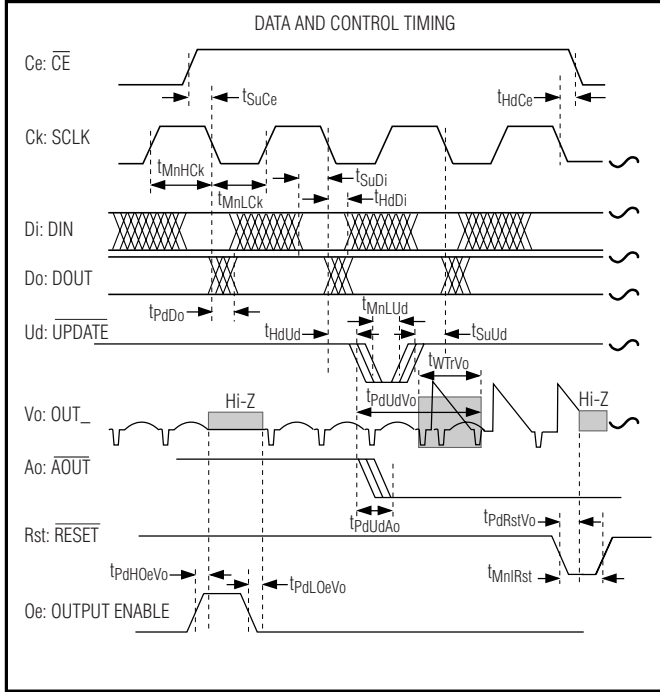 DATA AND CONTROL TIMING
Ce: CE
tSuCe
tHdCe
Ck: SCLK
tMnHCk
tMnLCk
tSuDi
tHdDi
Di: DIN
Do: DOUT
tPdDo
tMnLUd
tHdUd
tSuUd
Ud: UPDATE
tWTrVo
Hi-Z
tPdUdVo
Hi-Z
Vo: OUT_
Ao: AOUT
tPdUdAo
tPdRstVo
Rst: RESET
tMnlRst
tPdHOeVo
tPdLOeVo
Oe: OUTPUT ENABLE